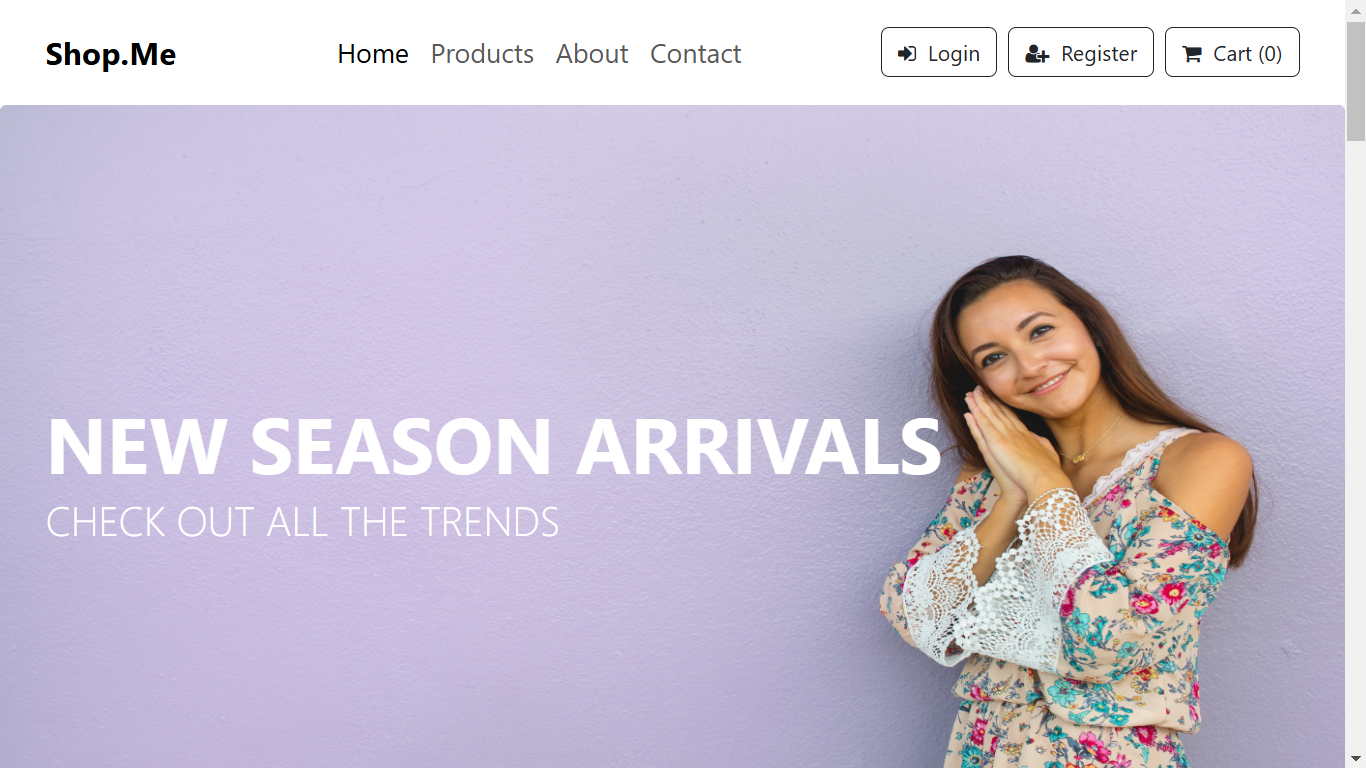 Shop.Me
Home Products About Contact
Login Register Cart (0)
NEW SEASON ARRIVALS
CHECK OUT ALL THE TRENDS